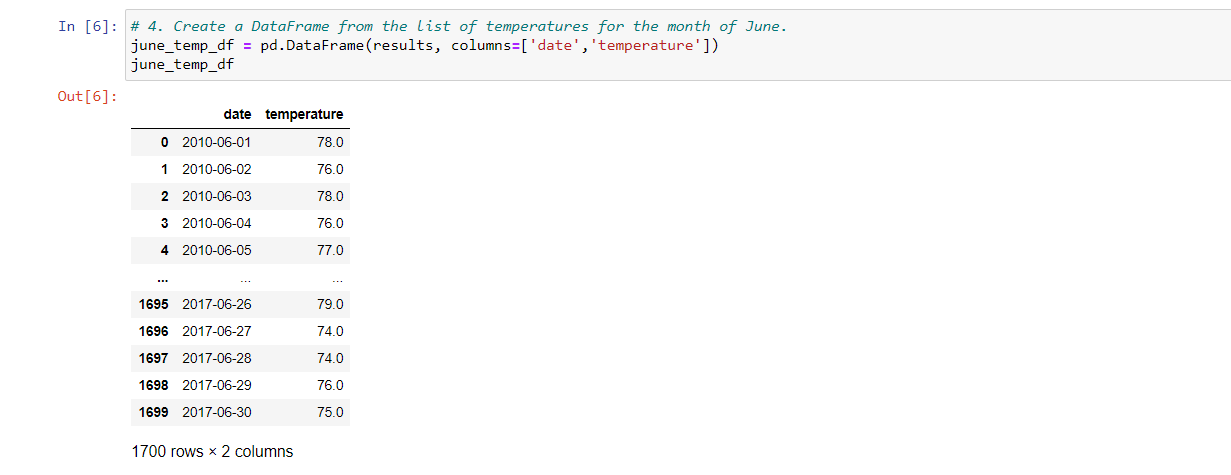 In [6]: # 4. Create a DataFrame from the list of temperatures for the month of June.
june_temp_df = pd.DataFrame(results, columns=['date','temperature'])
june_temp_df
Out[6]:
date temperature
0 2010-06-01 78.0
1 2010-06-02 76.0
2 2010-06-03 78.0
3 2010-06-04 76.0
4 2010-06-05 77.0
... ... ...
1695 2017-06-26 79.0
1696 2017-06-27 74.0
1697 2017-06-28 74.0
1698 2017-06-29 76.0
1699 2017-06-30 75.0
1700 rows × 2 columns